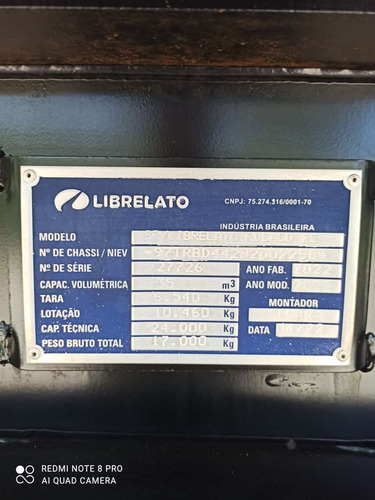 LIBRELATO
CNPJ: 75.274.516/0001-70
INDÚSTRIA BRASILEIRA
MODELO LIBRELATO
Nº DE CHASSI / NIEV
Nº DE SÉRIE 27726 ANO FAB. 2022
CAPAC. VOLUMÉTRICA 35 m³ ANO MOD.
TARA 6.540 Kg MONTADOR
LOTAÇÃO 10.460 Kg
CAP. TÉCNICA 24.000 Kg DATA
PESO BRUTO TOTAL 17.000 Kg
REDMI NOTE 8 PRO
AI QUAD CAMERA